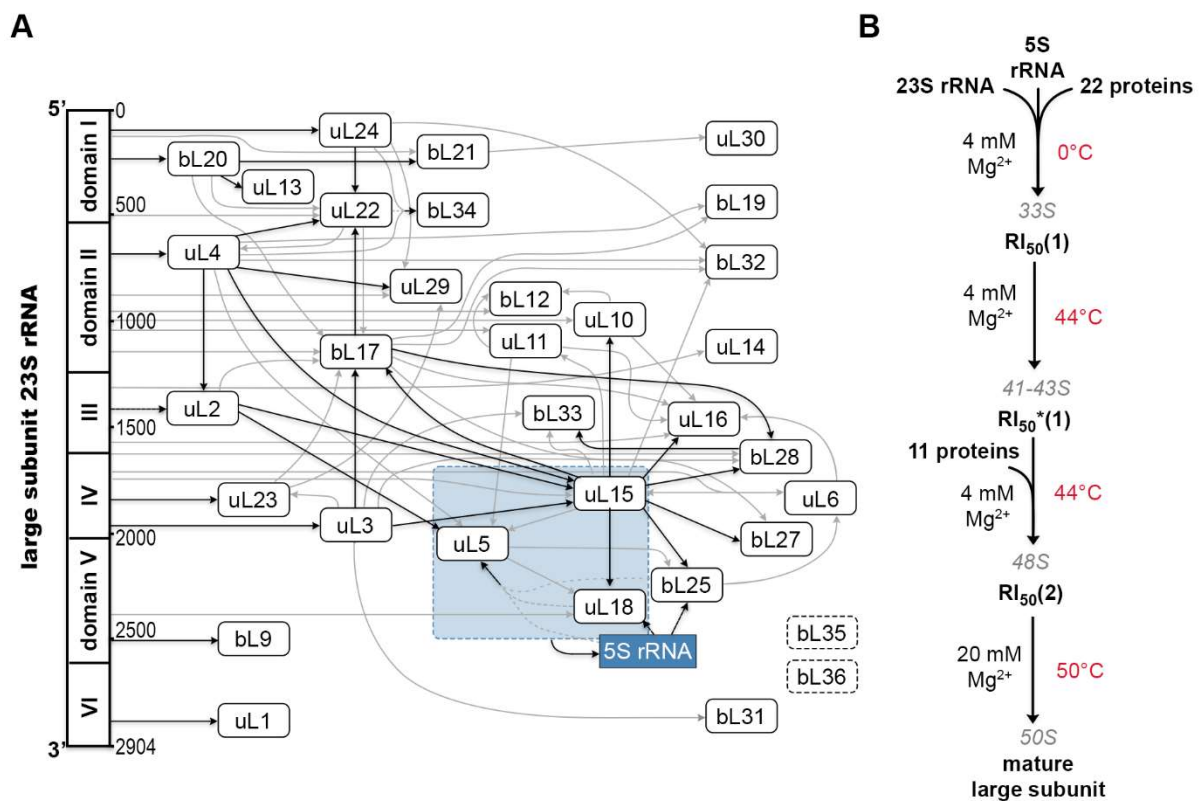 A
large subunit 23S rRNA
5’
domain I
domain II
III
IV
domain V
VI
3’
0
500
1000
1500
2000
2500
2904
uL24
bL20
bL21
uL30
uL13
uL22
bL34
bL19
uL4
bL32
uL29
bL12
uL10
uL11
uL14
bL17
uL2
bL33
uL16
bL28
uL23
uL15
uL6
uL3
uL5
bL27
bL25
uL18
5S rRNA
bL35
bL36
bL9
uL1
bL31
B
5S
rRNA
23S rRNA
22 proteins
4 mM
Mg2+
0°C
33S
RI50(1)
4 mM
Mg2+
44°C
41-43S
RI50*(1)
11 proteins
4 mM
Mg2+
44°C
48S
RI50(2)
20 mM
Mg2+
50°C
50S
mature
large subunit